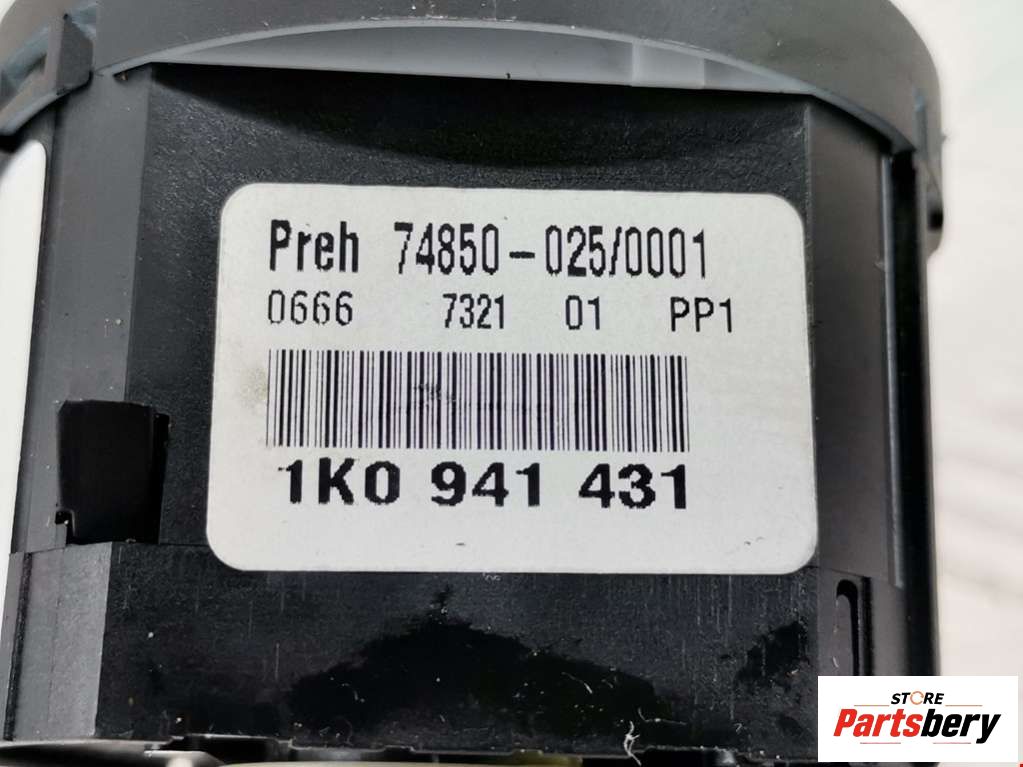 Preh 74850-025/0001
0666 7321 01 PP1
1K0 941 431
STORE
Partsbery